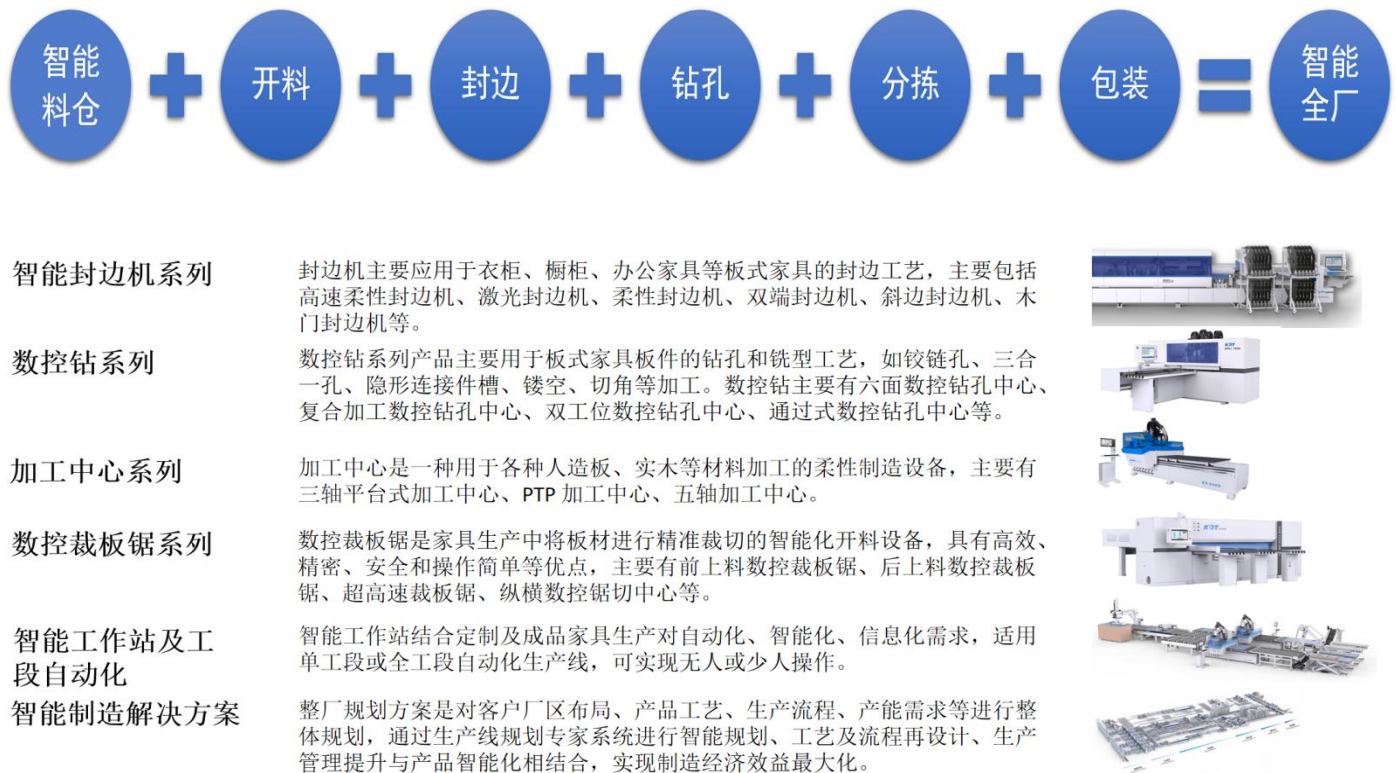 智能
料仓
开料
封边
钻孔
分拣
包装
智能
全厂
智能封边机系列
封边机主要应用于衣柜、橱柜、办公家具等板式家具的封边工艺，主要包括
高速柔性封边机、激光封边机、柔性封边机、双端封边机、斜边封边机、木
门封边机等。
数控钻系列
数控钻系列产品主要用于板式家具板件的钻孔和铣型工艺，如铰链孔、三合
一孔、隐形连接件槽、镂空、切角等加工。数控钻主要有六面数控钻孔中心、
复合加工数控钻孔中心、双工位数控钻孔中心、通过式数控钻孔中心等。
加工中心系列
加工中心是一种用于各种人造板、实木等材料加工的柔性制造设备，主要有
三轴平台式加工中心、PTP 加工中心、五轴加工中心。
数控裁板锯系列
数控裁板锯是家具生产中将板材进行精准裁切的智能化开料设备，具有高效、
精密、安全和操作简单等优点，主要有前上料数控裁板锯、后上料数控裁板
锯、超高速裁板锯、纵横数控锯切中心等。
智能工作站及工
段自动化
智能工作站结合定制及成品家具生产对自动化、智能化、信息化需求，适用
单工段或全工段自动化生产线，可实现无人或少人操作。
智能制造解决方案
整厂规划方案是对客户厂区布局、产品工艺、生产流程、产能需求等进行整
体规划，通过生产线规划专家系统进行智能规划、工艺及流程再设计、生产
管理提升与产品智能化相结合，实现制造经济效益最大化。